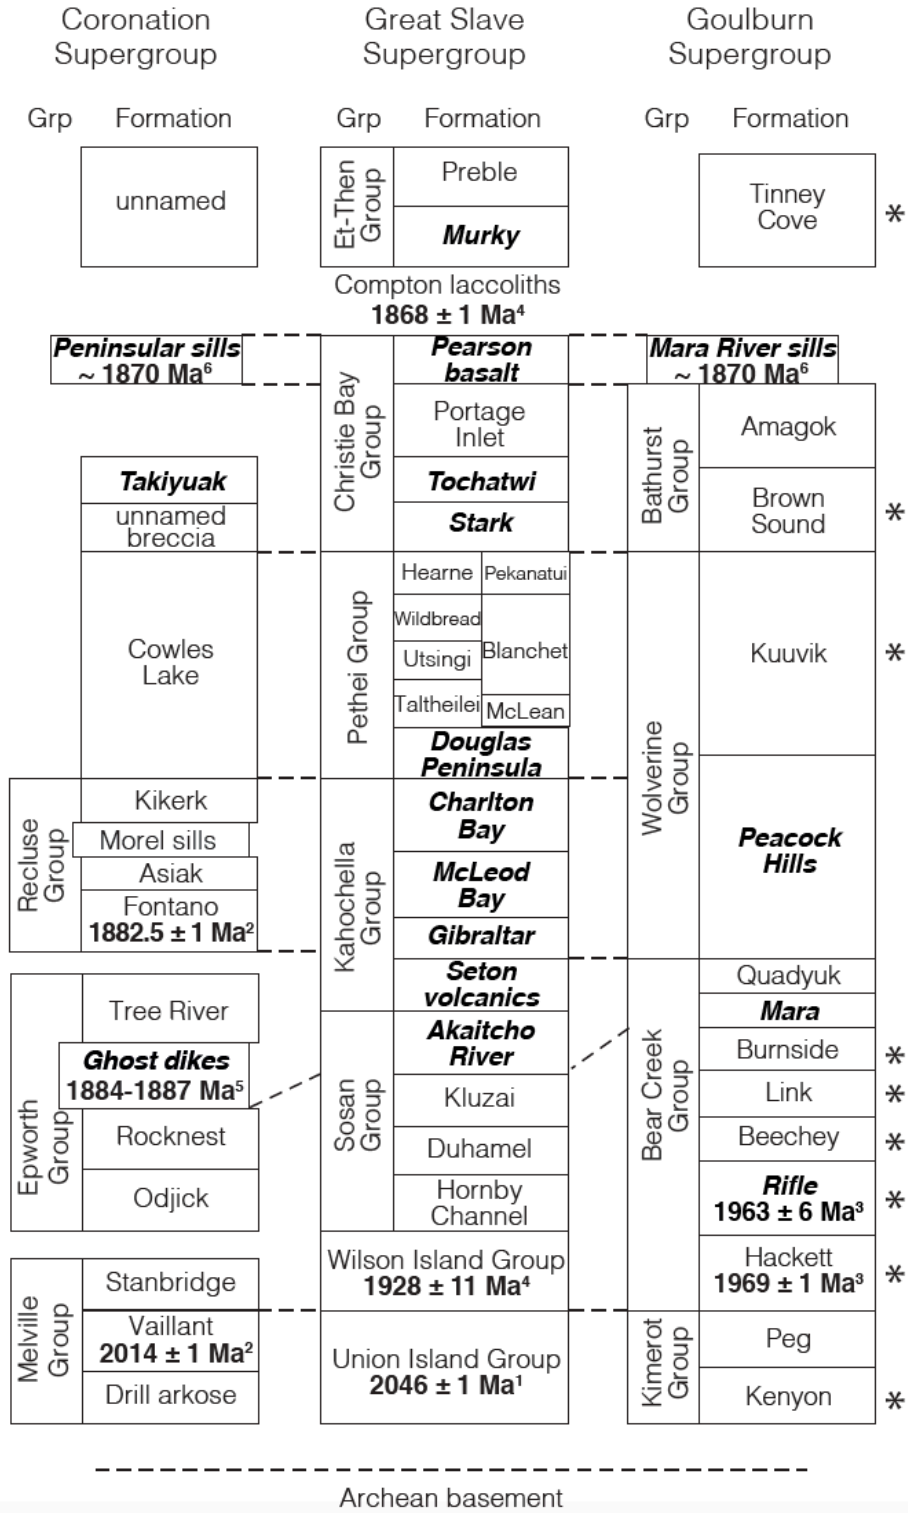 Coronation
Supergroup
Grp
Formation
unnamed
Peninsular sills
~ 1870 Ma⁶
Takiyuak
unnamed
breccia
Cowles
Lake
Recluse
Group
Kikerk
Morel sills
Asiak
Fontano
1882.5 ± 1 Ma²
Epworth
Group
Tree River
Ghost dikes
1884-1887 Ma⁵
Rocknest
Odjick
Melville
Group
Stanbridge
Vaillant
2014 ± 1 Ma²
Drill arkose
Great Slave
Supergroup
Grp
Formation
Et-Then
Group
Preble
Murky
Compton laccoliths
1868 ± 1 Ma⁴
Christie Bay
Group
Pearson
basalt
Portage
Inlet
Tochatwi
Stark
Pethei Group
Hearne
Pekanatui
Wildbread
Blanchet
Utsingi
Taltheilei
McLean
Douglas
Peninsula
Kahochella
Group
Charlton
Bay
McLeod
Bay
Gibraltar
Seton
volcanics
Sosan
Group
Akaitcho
River
Kluzai
Duhamel
Hornby
Channel
Wilson Island Group
1928 ± 11 Ma⁴
Union Island Group
2046 ± 1 Ma¹
Goulburn
Supergroup
Grp
Formation
Tinney
Cove
*
Mara River sills
~ 1870 Ma⁶
Bathurst
Group
Amagok
Brown
Sound
*
Wolverine
Group
Kuuvik
*
Peacock
Hills
Bear Creek
Group
Quadyuk
Mara
Burnside
*
Link
*
Beechey
*
Rifle
1963 ± 6 Ma³
*
Hackett
1969 ± 1 Ma³
*
Kimerot
Group
Peg
Kenyon
*
Archean basement